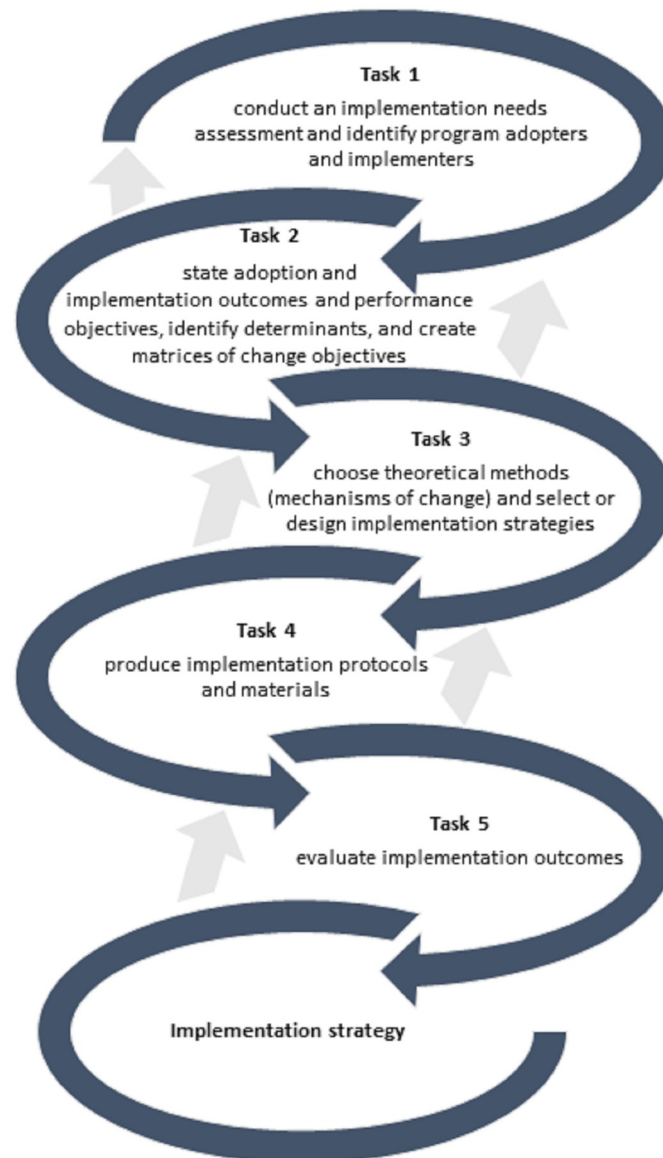 Task 1
conduct an implementation needs
assessment and identify program adopters
and implementers
Task 2
state adoption and
implementation outcomes and performance
objectives, identify determinants, and create
matrices of change objectives
Task 3
choose theoretical methods
(mechanisms of change) and select or
design implementation strategies
Task 4
produce implementation protocols
and materials
Task 5
evaluate implementation outcomes
Implementation strategy